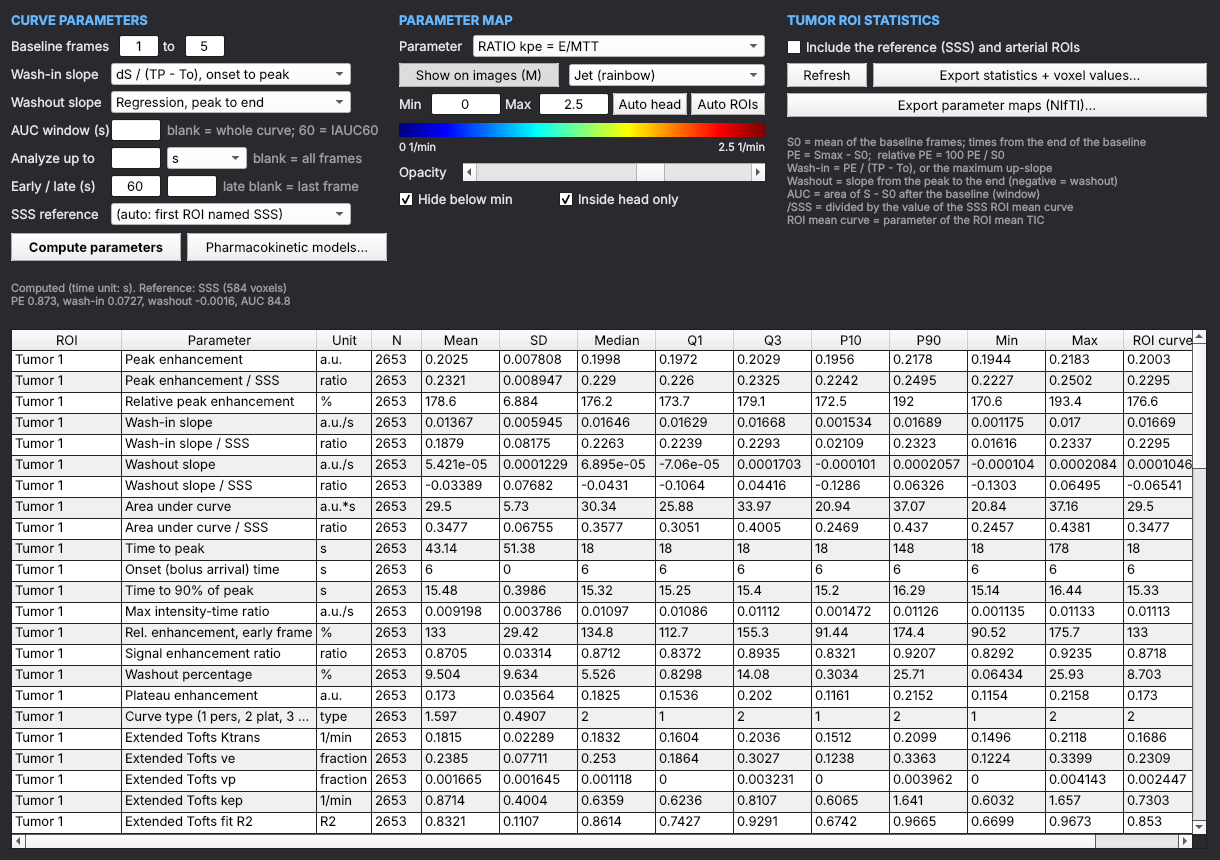 CURVE PARAMETERS
Baseline frames 1 to 5
Wash-in slope dS / (TP - To), onset to peak
Washout slope Regression, peak to end
AUC window (s) blank = whole curve; 60 = IAUC60
Analyze up to s blank = all frames
Early / late (s) 60 late blank = last frame
SSS reference (auto: first ROI named SSS)
Compute parameters Pharmacokinetic models...
Computed (time unit: s). Reference: SSS (584 voxels)
PE 0.873, wash-in 0.0727, washout -0.0016, AUC 84.8
PARAMETER MAP
Parameter RATIO kpe = E/MTT
Show on images (M) Jet (rainbow)
Min 0 Max 2.5 Auto head Auto ROIs
0 1/min 2.5 1/min
Opacity
Hide below min Inside head only
TUMOR ROI STATISTICS
Include the reference (SSS) and arterial ROIs
Refresh Export statistics + voxel values...
Export parameter maps (NIfTI)...
S0 = mean of the baseline frames; times from the end of the baseline
PE = Smax - S0; relative PE = 100 PE / S0
Wash-in = PE / (TP - To), or the maximum up-slope
Washout = slope from the peak to the end (negative = washout)
AUC = area of S - S0 after the baseline (window)
/SSS = divided by the value of the SSS ROI mean curve
ROI mean curve = parameter of the ROI mean TIC
ROI Parameter Unit N Mean SD Median Q1 Q3 P10 P90 Min Max ROI curve
Tumor 1 Peak enhancement a.u. 2653 0.2025 0.007808 0.1998 0.1972 0.2029 0.1956 0.2178 0.1944 0.2183 0.2003
Tumor 1 Peak enhancement / SSS ratio 2653 0.2321 0.008947 0.229 0.226 0.2325 0.2242 0.2495 0.2227 0.2502 0.2295
Tumor 1 Relative peak enhancement % 2653 178.6 6.884 176.2 173.7 179.1 172.5 192 170.6 193.4 176.6
Tumor 1 Wash-in slope a.u./s 2653 0.01367 0.005945 0.01646 0.01629 0.01668 0.001534 0.01689 0.001175 0.017 0.01669
Tumor 1 Wash-in slope / SSS ratio 2653 0.1879 0.08175 0.2263 0.2239 0.2293 0.02109 0.2323 0.01616 0.2337 0.2295
Tumor 1 Washout slope a.u./s 2653 5.421e-05 0.0001229 6.895e-05 -7.06e-05 0.0001703 -0.000101 0.0002057 -0.000104 0.0002084 0.0001046
Tumor 1 Washout slope / SSS ratio 2653 -0.03389 0.07682 -0.0431 -0.1064 0.04416 -0.1286 0.06326 -0.1303 0.06495 -0.06541
Tumor 1 Area under curve a.u.*s 2653 29.5 5.73 30.34 25.88 33.97 20.94 37.07 20.84 37.16 29.5
Tumor 1 Area under curve / SSS ratio 2653 0.3477 0.06755 0.3577 0.3051 0.4005 0.2469 0.437 0.2457 0.4381 0.3477
Tumor 1 Time to peak s 2653 43.14 51.38 18 18 18 18 148 18 178 18
Tumor 1 Onset (bolus arrival) time s 2653 6 0 6 6 6 6 6 6 6 6
Tumor 1 Time to 90% of peak s 2653 15.48 0.3986 15.32 15.25 15.4 15.2 16.29 15.14 16.44 15.33
Tumor 1 Max intensity-time ratio a.u./s 2653 0.009198 0.003786 0.01097 0.01086 0.01112 0.001472 0.01126 0.001135 0.01133 0.01113
Tumor 1 Rel. enhancement, early frame % 2653 133 29.42 134.8 112.7 155.3 91.44 174.4 90.52 175.7 133
Tumor 1 Signal enhancement ratio ratio 2653 0.8705 0.03314 0.8712 0.8372 0.8935 0.8321 0.9207 0.8292 0.9235 0.8718
Tumor 1 Washout percentage % 2653 9.504 9.634 5.526 0.8298 14.08 0.3034 25.71 0.06434 25.93 8.703
Tumor 1 Plateau enhancement a.u. 2653 0.173 0.03564 0.1825 0.1536 0.202 0.1161 0.2152 0.1154 0.2158 0.173
Tumor 1 Curve type (1 pers, 2 plat, 3 ... type 2653 1.597 0.4907 2 1 2 1 2 1 2 2
Tumor 1 Extended Tofts Ktrans 1/min 2653 0.1815 0.02289 0.1832 0.1604 0.2036 0.1512 0.2099 0.1496 0.2118 0.1686
Tumor 1 Extended Tofts ve fraction 2653 0.2385 0.07711 0.253 0.1864 0.3027 0.1238 0.3363 0.1224 0.3399 0.2309
Tumor 1 Extended Tofts vp fraction 2653 0.001665 0.001645 0.001118 0 0.003231 0 0.003962 0 0.004143 0.002447
Tumor 1 Extended Tofts kep 1/min 2653 0.8714 0.4004 0.6359 0.6236 0.8107 0.6065 1.641 0.6032 1.657 0.7303
Tumor 1 Extended Tofts fit R2 R2 2653 0.8321 0.1107 0.8614 0.7427 0.9291 0.6742 0.9665 0.6699 0.9673 0.853